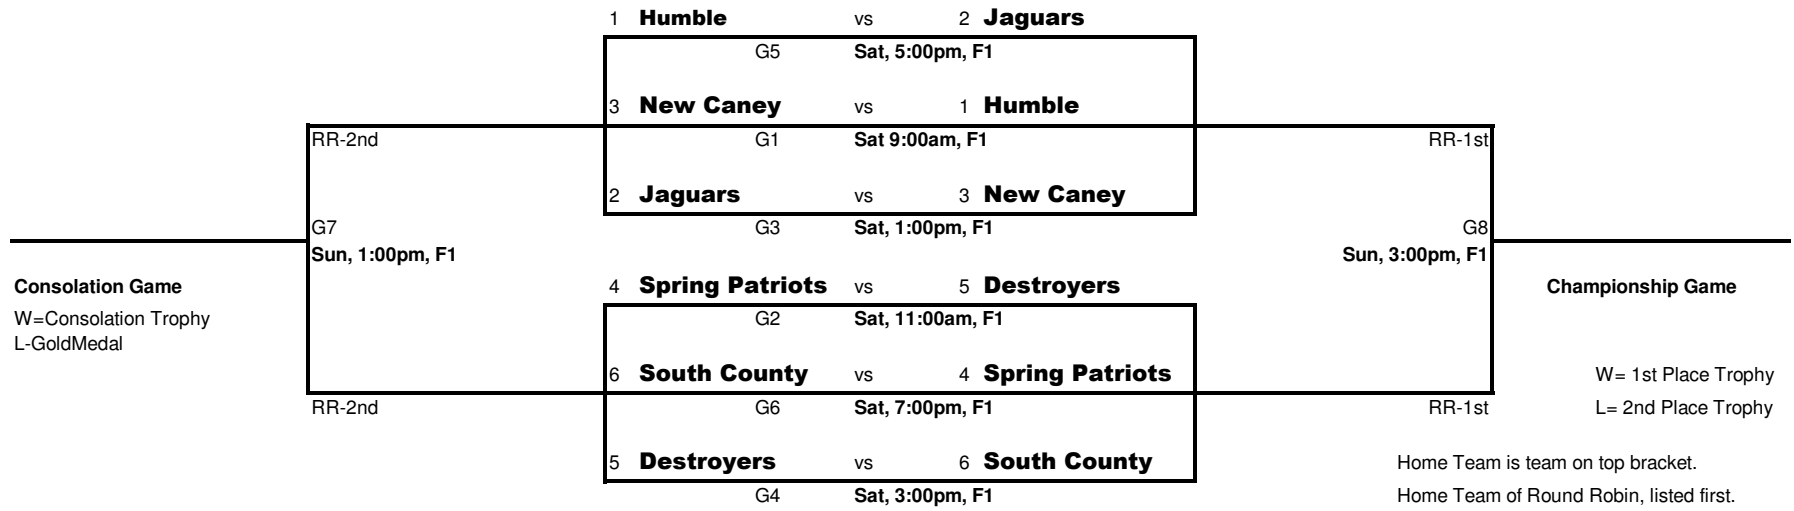 1 Humble vs 2 Jaguars
G5 Sat, 5:00pm, F1
3 New Caney vs 1 Humble
RR-2nd G1 Sat 9:00am, F1 RR-1st
2 Jaguars vs 3 New Caney
G7 G3 Sat, 1:00pm, F1 G8
Sun, 1:00pm, F1 Sun, 3:00pm, F1
Consolation Game 4 Spring Patriots vs 5 Destroyers Championship Game
W=Consolation Trophy G2 Sat, 11:00am, F1
L-GoldMedal
6 South County vs 4 Spring Patriots W= 1st Place Trophy
RR-2nd G6 Sat, 7:00pm, F1 RR-1st L= 2nd Place Trophy
5 Destroyers vs 6 South County Home Team is team on top bracket.
G4 Sat, 3:00pm, F1 Home Team of Round Robin, listed first.